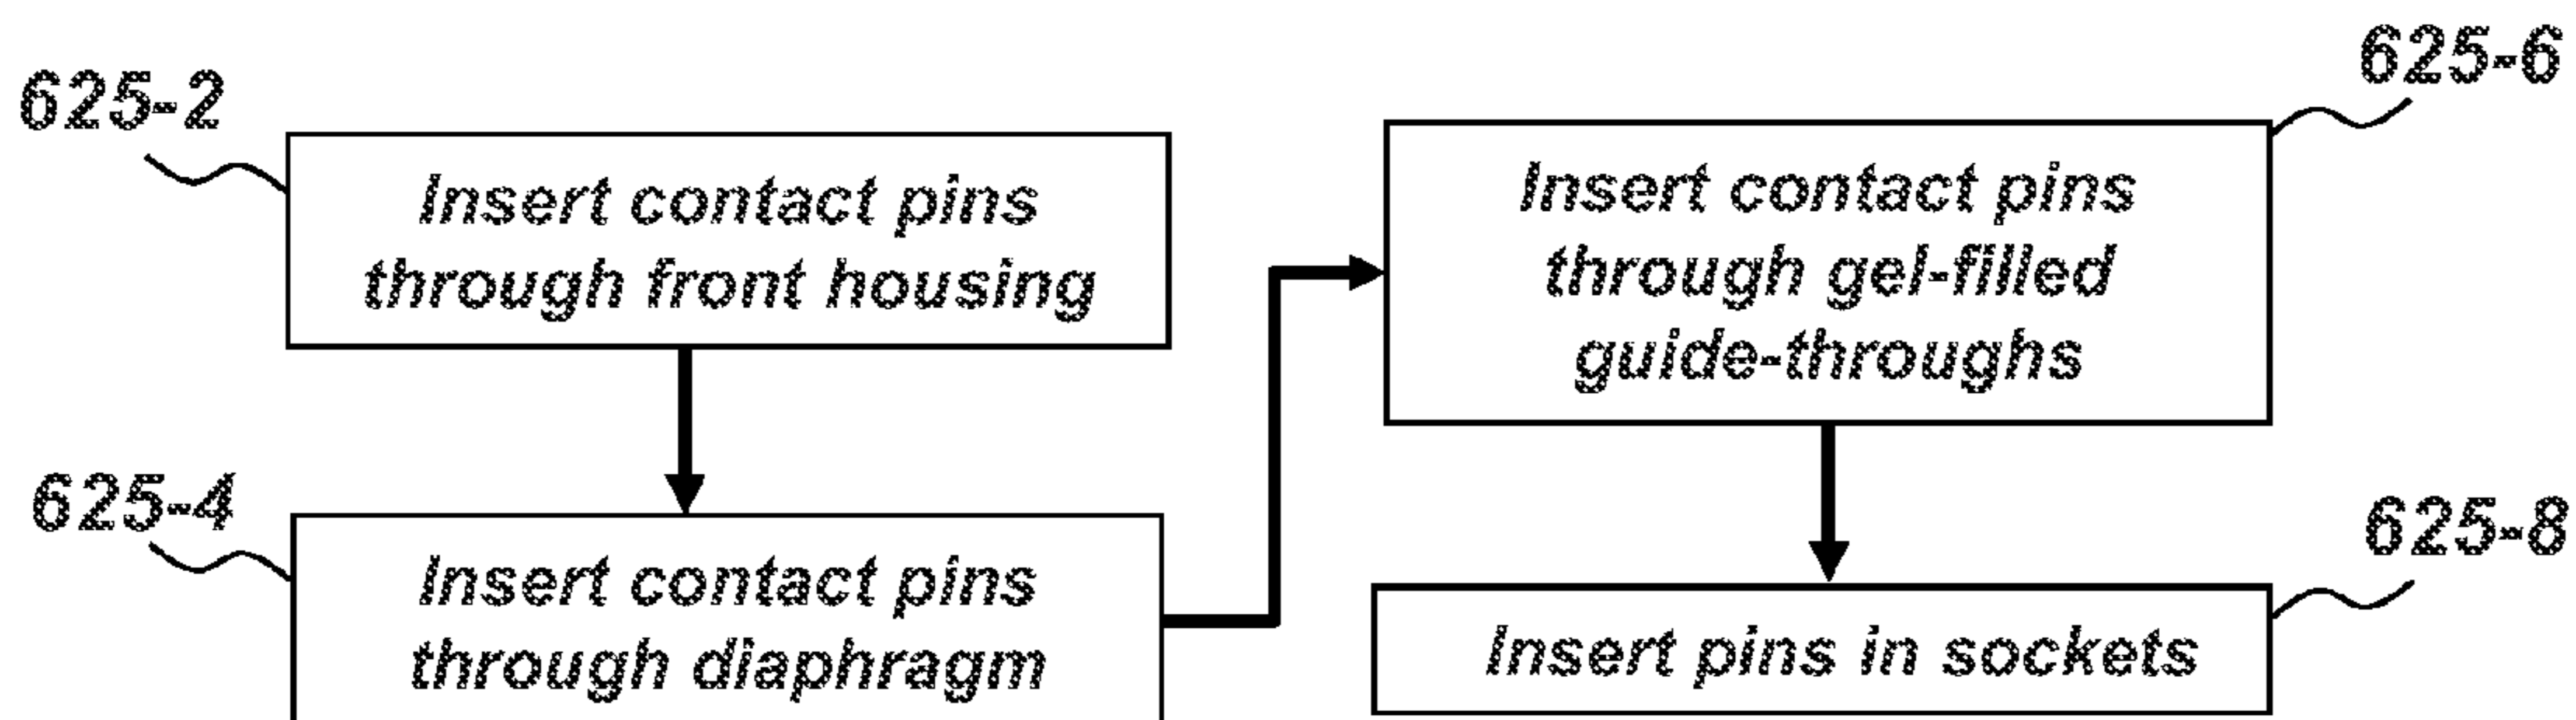 625-2
Insert contact pins
through front housing
625-4
Insert contact pins
through diaphragm
625-6
Insert contact pins
through gel-filled
guide-throughs
625-8
Insert pins in sockets